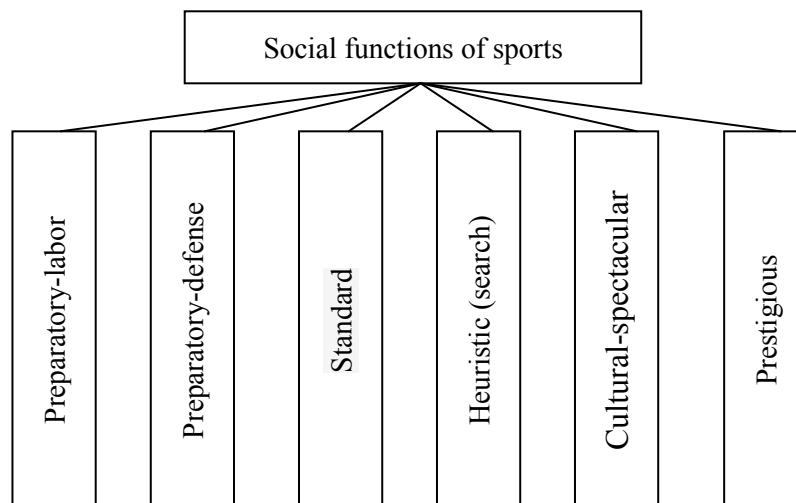 Social functions of sports
Preparatory-labor
Preparatory-defense
Standard
Heuristic (search)
Cultural-spectacular
Prestigious